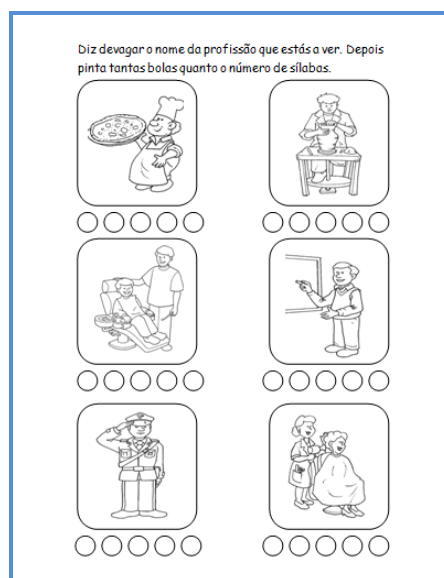 Diz devagar o nome da profissão que estás a ver. Depois
pinta tantas bolas quanto o número de sílabas.